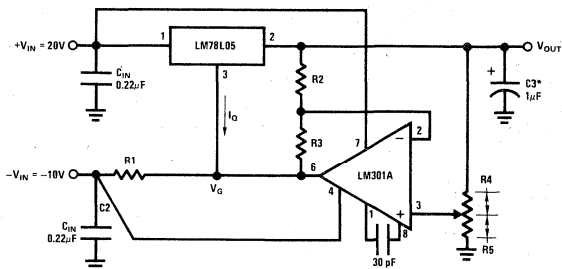 +VIN = 20V
1
LM78L05
2
VOUT
3
CIN
0.22µF
IQ
R2
R3
7
2
−
+
C3*
1µF
6
LM301A
−VIN = −10V
R1
VG
4
C2
CIN
0.22µF
1
+
8
3
30 pF
R4
R5